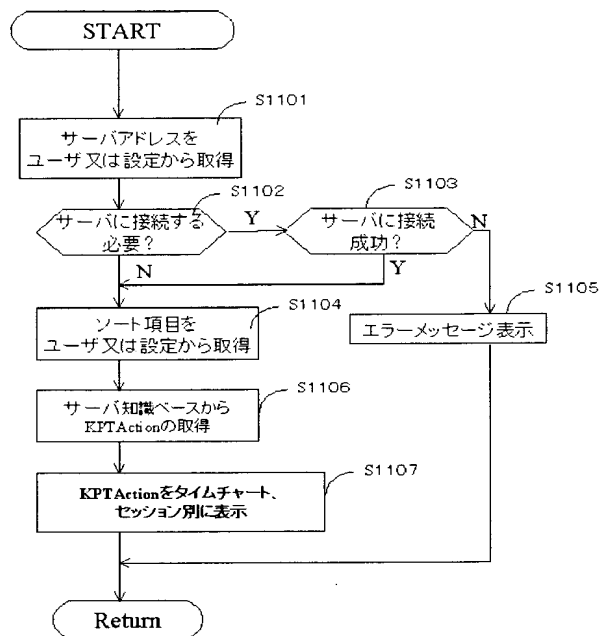 START
S1101
サーバアドレスを
ユーザ又は設定から取得
S1102
サーバに接続する
必要?
Y
N
S1103
サーバに接続
成功?
N
Y
S1104
ソート項目を
ユーザ又は設定から取得
S1105
エラーメッセージ表示
S1106
サーバ知識ベースから
KPTActionの取得
S1107
KPTActionをタイムチャート、
セッション別に表示
Return